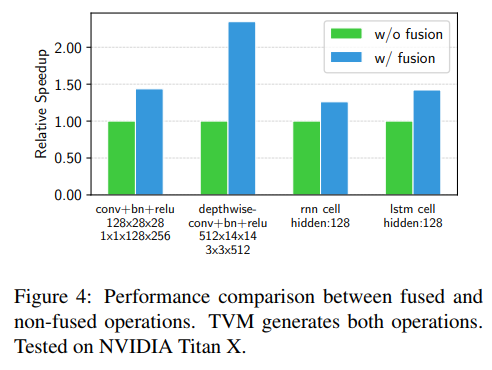 Relative Speedup
2.00
1.50
1.00
0.50
0.00
w/o fusion
w/ fusion
conv+bn+relu
128x28x28
1x1x128x256
depthwise-
conv+bn+relu
512x14x14
3x3x512
rnn cell
hidden:128
lstm cell
hidden:128
Figure 4: Performance comparison between fused and
non-fused operations. TVM generates both operations.
Tested on NVIDIA Titan X.